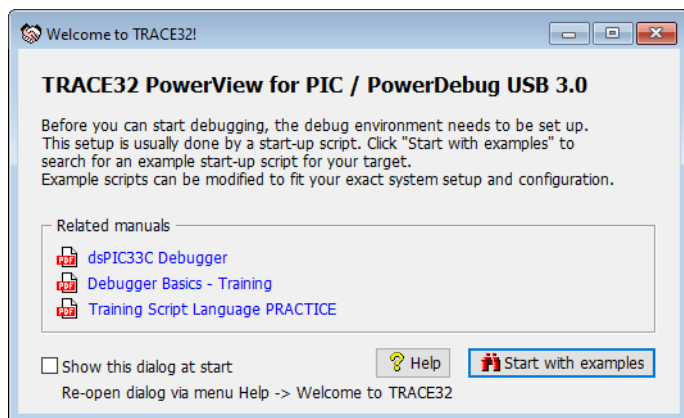 Welcome to TRACE32!
TRACE32 PowerView for PIC / PowerDebug USB 3.0
Before you can start debugging, the debug environment needs to be set up.
This setup is usually done by a start-up script. Click "Start with examples" to
search for an example start-up script for your target.
Example scripts can be modified to fit your exact system setup and configuration.
Related manuals
PDF dsPIC33C Debugger
PDF Debugger Basics - Training
PDF Training Script Language PRACTICE
Show this dialog at start
? Help
Start with examples
Re-open dialog via menu Help -> Welcome to TRACE32